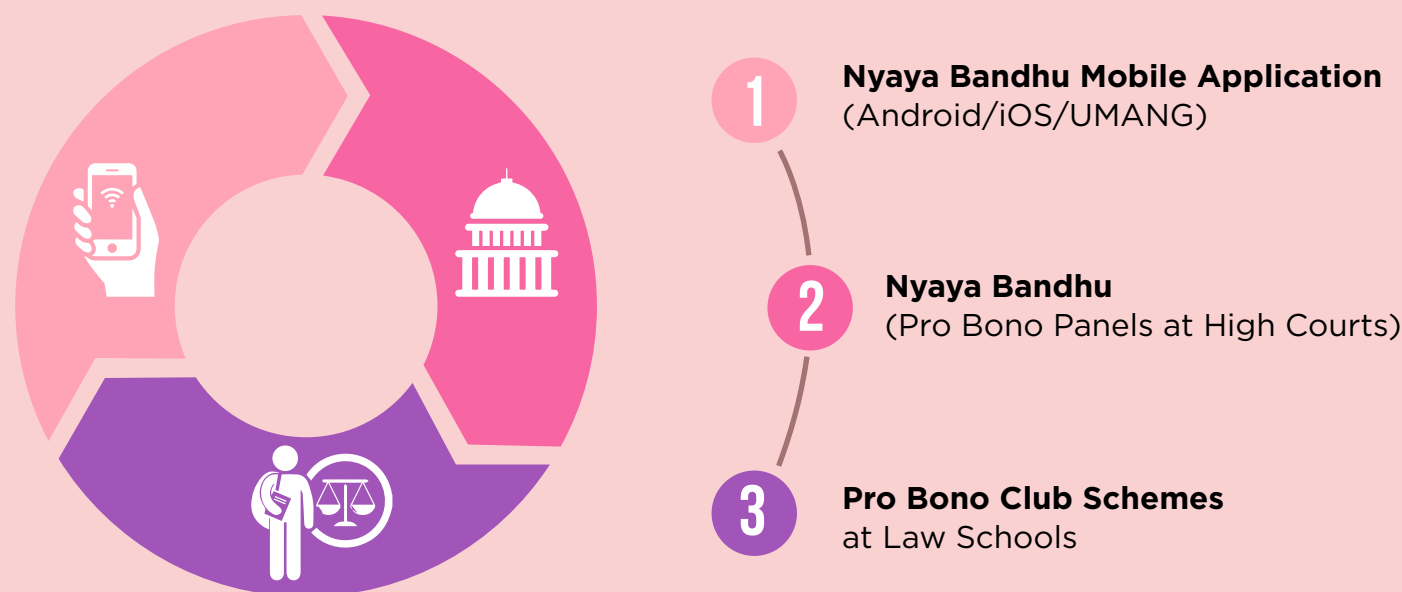 1
Nyaya Bandhu Mobile Application
(Android/iOS/UMANG)
2
Nyaya Bandhu
(Pro Bono Panels at High Courts)
3
Pro Bono Club Schemes
at Law Schools